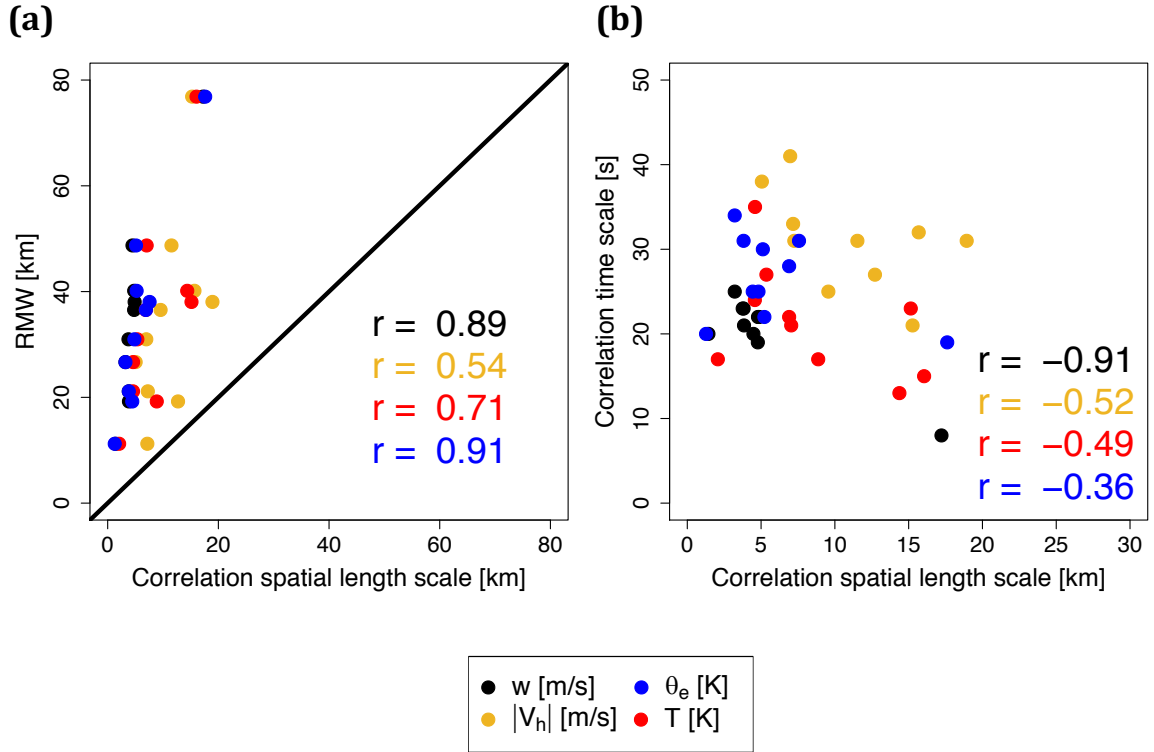 (a)
RMW [km]
80
60
40
20
0
r = 0.89
r = 0.54
r = 0.71
r = 0.91
0 20 40 60 80
Correlation spatial length scale [km]
(b)
Correlation time scale [s]
50
40
30
20
10
0
r = −0.91
r = −0.52
r = −0.49
r = −0.36
0 5 10 15 20 25 30
Correlation spatial length scale [km]
w [m/s] θ_e [K]
|V_h| [m/s] T [K]